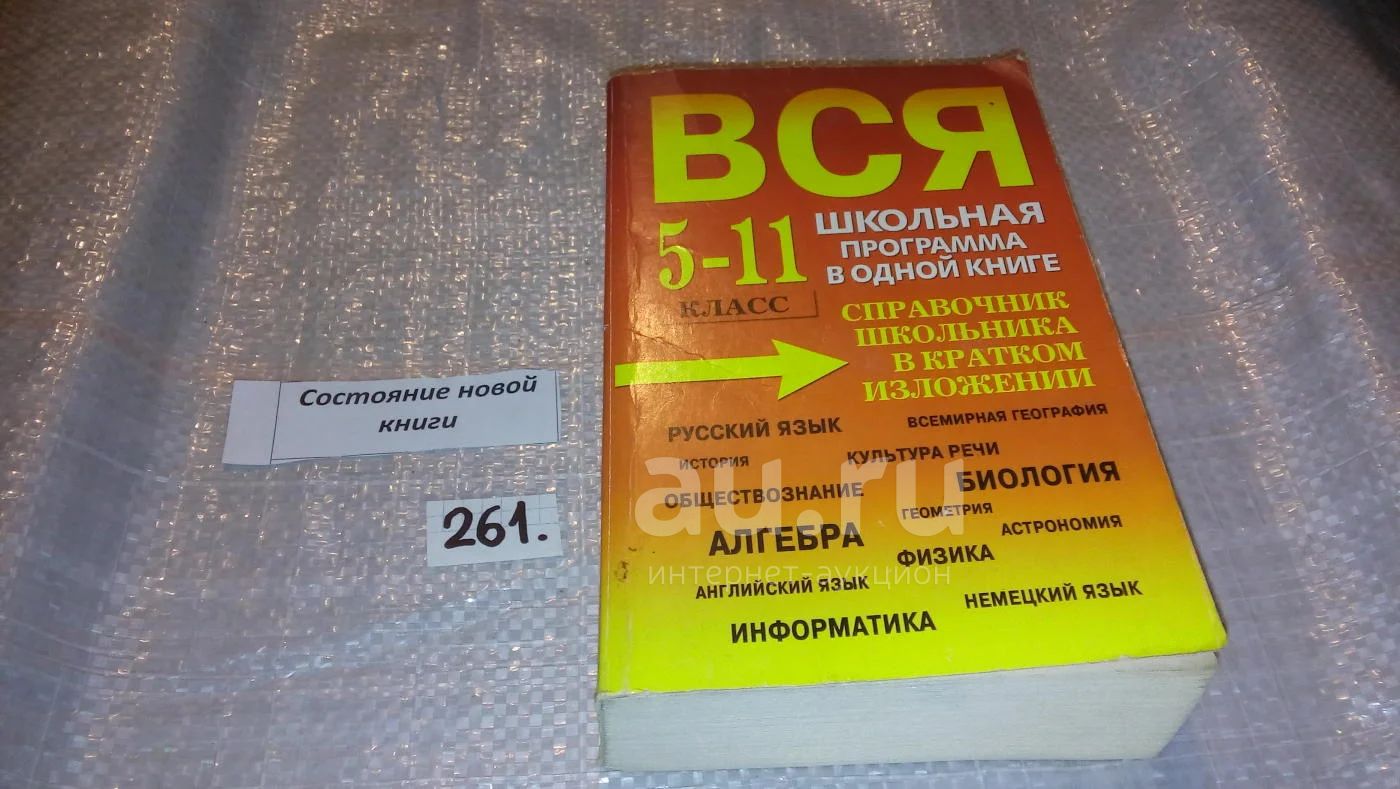 ВСЯ
5-11
КЛАСС
ШКОЛЬНАЯ
ПРОГРАММА
В ОДНОЙ КНИГЕ
СПРАВОЧНИК
ШКОЛЬНИКА
В КРАТКОМ
ИЗЛОЖЕНИИ
РУССКИЙ ЯЗЫК
ВСЕМИРНАЯ ГЕОГРАФИЯ
ИСТОРИЯ
КУЛЬТУРА РЕЧИ
ОБЩЕСТВОЗНАНИЕ
БИОЛОГИЯ
ГЕОМЕТРИЯ
АЛГЕБРА
АСТРОНОМИЯ
ФИЗИКА
АНГЛИЙСКИЙ ЯЗЫК
НЕМЕЦКИЙ ЯЗЫК
ИНФОРМАТИКА
Состояние новой
книги
261.
au.ru
интернет-аукцион